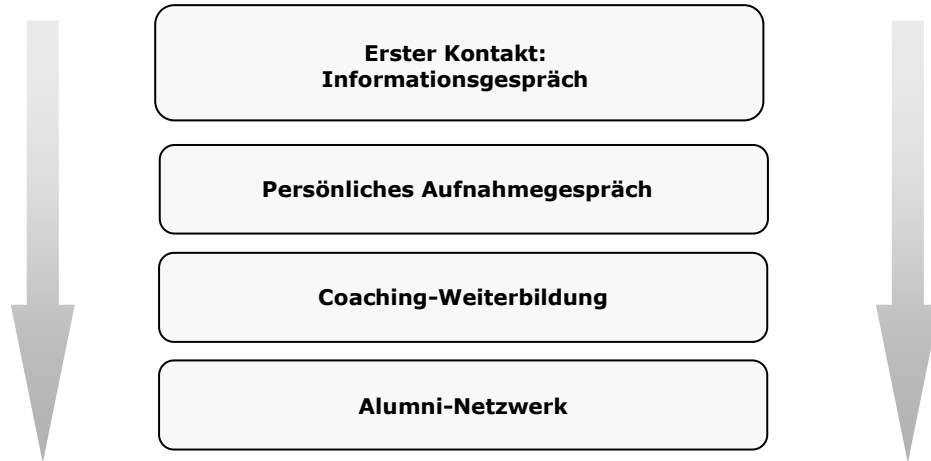 Erster Kontakt:
Informationsgespräch
Persönliches Aufnahmegespräch
Coaching-Weiterbildung
Alumni-Netzwerk